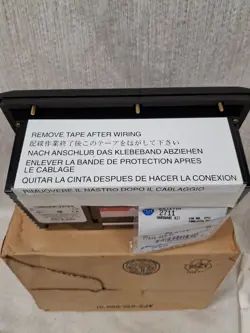 REMOVE TAPE AFTER WIRING
配線作業終了後このテープをはがして下さい
NACH ANSCHLUß DAS KLEBEBAND ABZIEHEN
ENLEVER LA BANDE DE PROTECTION APRES
LE CABLAGE
QUITAR LA CINTA DESPUES DE HACER LA CONEXION
RIMUOVERE IL NASTRO DOPO IL CABLAGGIO
2711